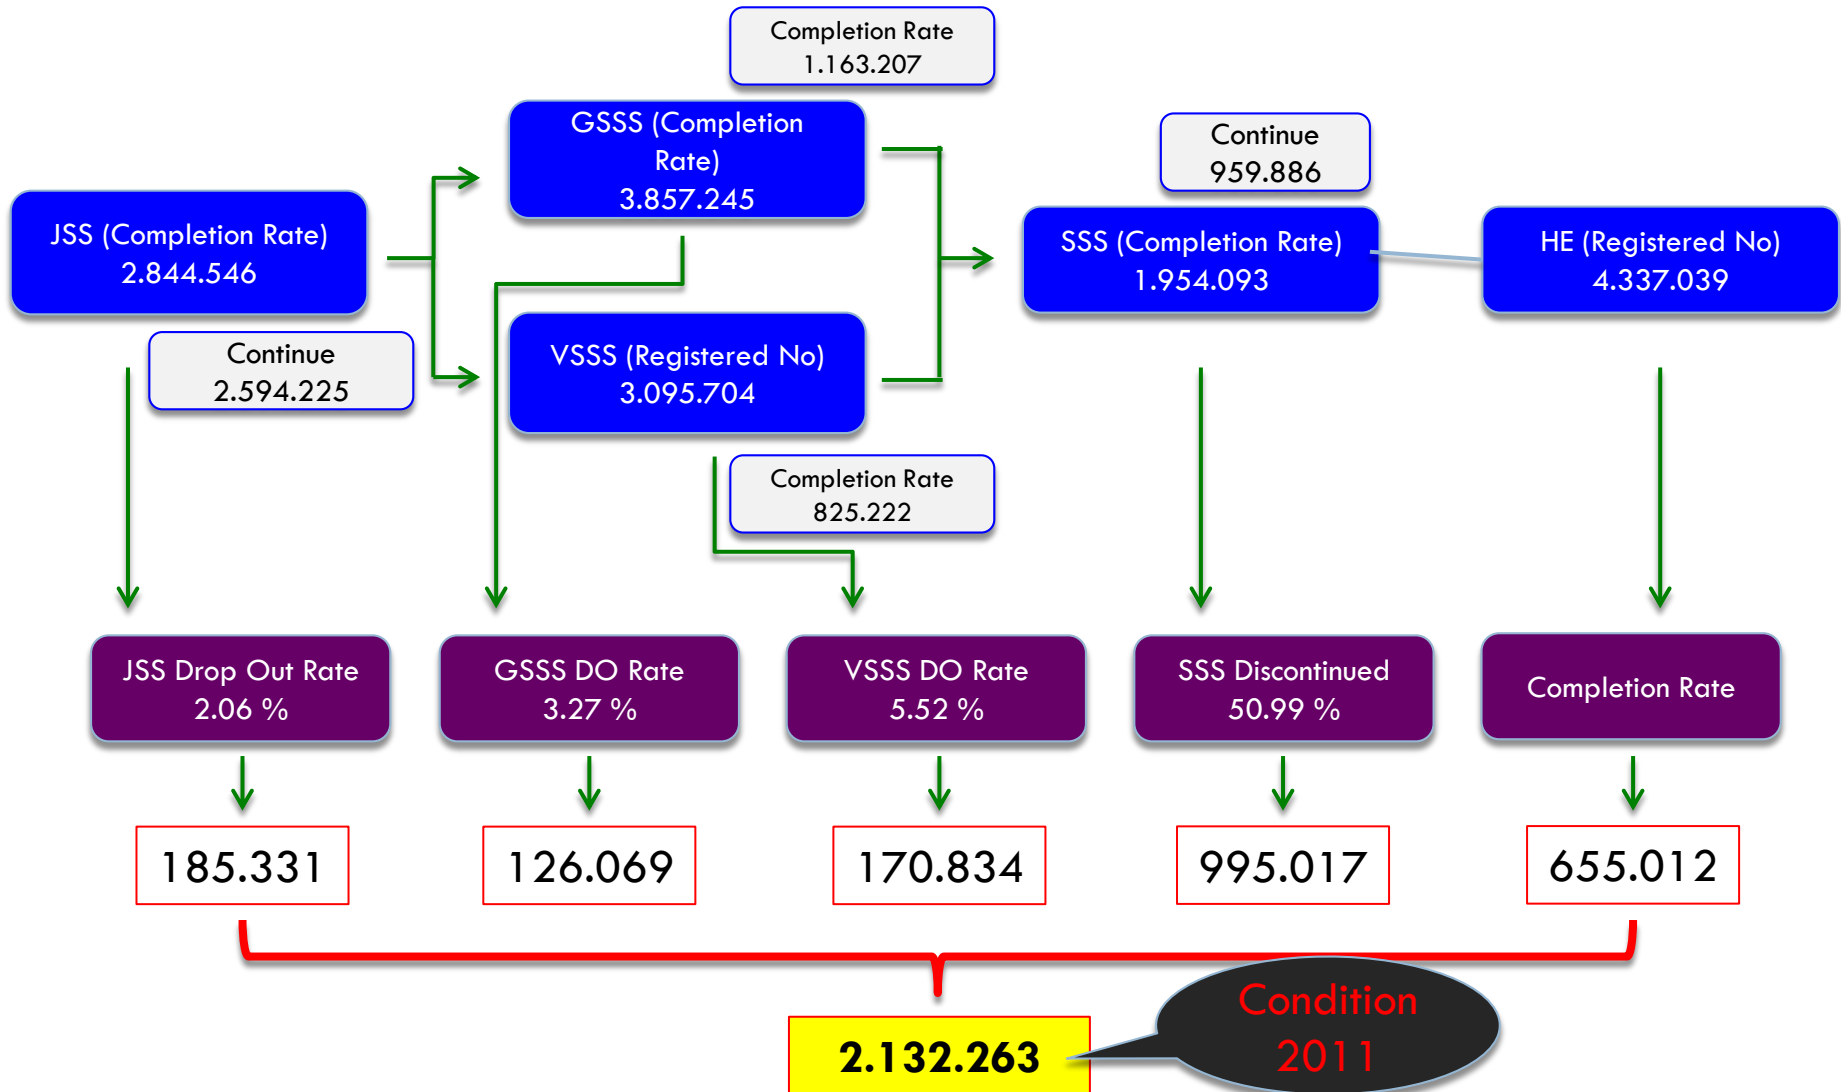 Completion Rate
1.163.207
GSSS (Completion
Rate)
3.857.245
Continue
959.886
JSS (Completion Rate)
2.844.546
SSS (Completion Rate)
1.954.093
HE (Registered No)
4.337.039
Continue
2.594.225
VSSS (Registered No)
3.095.704
Completion Rate
825.222
JSS Drop Out Rate
2.06 %
GSSS DO Rate
3.27 %
VSSS DO Rate
5.52 %
SSS Discontinued
50.99 %
Completion Rate
185.331
126.069
170.834
995.017
655.012
2.132.263
Condition
2011